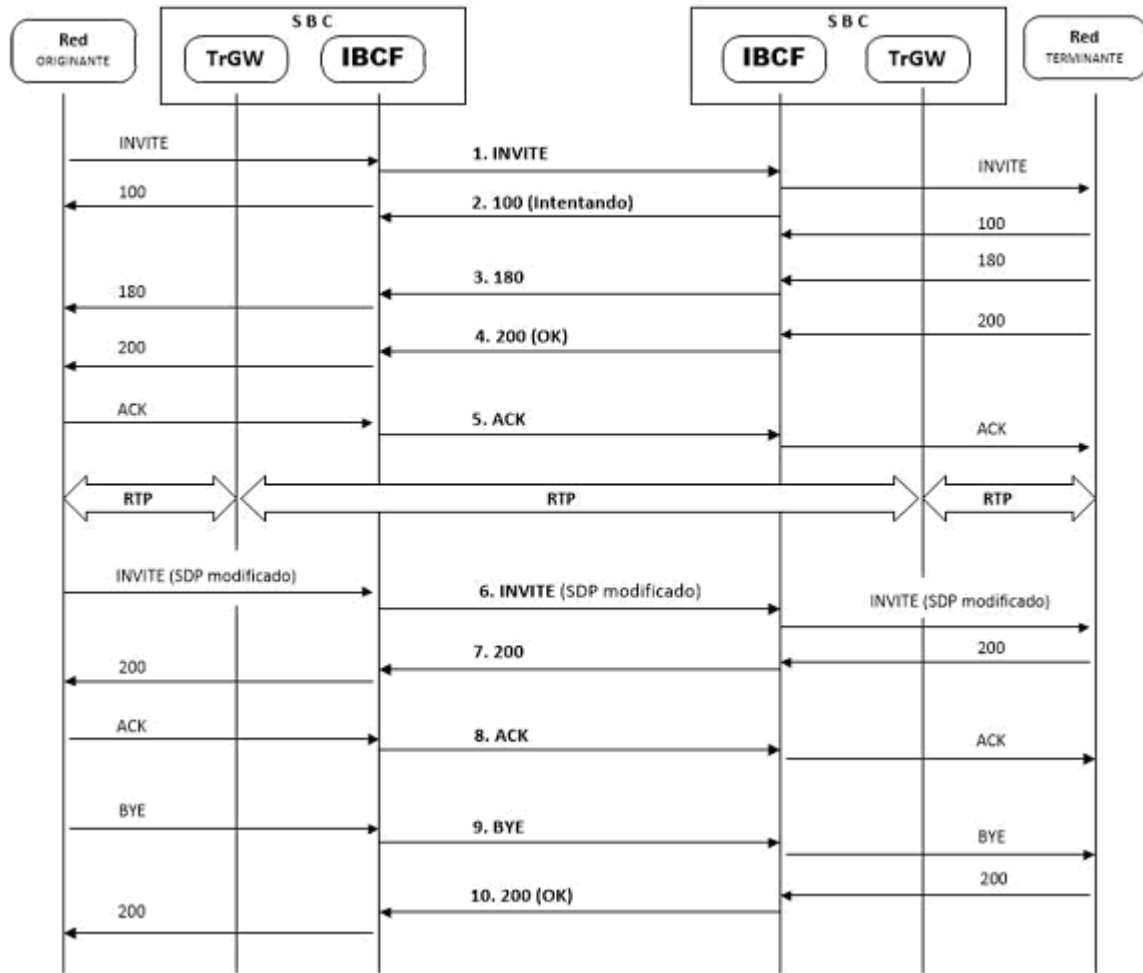 S B C
S B C
Red
ORIGINANTE
TrGW
IBCF
IBCF
TrGW
Red
TERMINANTE
INVITE
1. INVITE
INVITE
100
2. 100 (Intentando)
100
180
3. 180
180
200
4. 200 (OK)
200
ACK
5. ACK
ACK
RTP
RTP
RTP
INVITE (SDP modificado)
6. INVITE (SDP modificado)
INVITE (SDP modificado)
200
7. 200
200
ACK
8. ACK
ACK
BYE
9. BYE
BYE
200
10. 200 (OK)
200